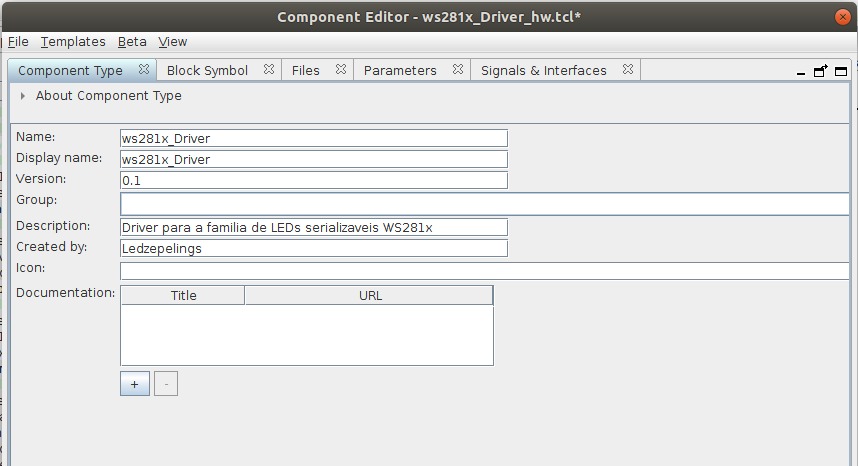 Component Editor - ws281x_Driver_hw.tcl*
File Templates Beta View
Component Type Block Symbol Files Parameters Signals & Interfaces
About Component Type
Name: ws281x_Driver
Display name: ws281x_Driver
Version: 0.1
Group:
Description: Driver para a familia de LEDs serializaveis WS281x
Created by: Ledzepelings
Icon:
Documentation: Title URL
+ -